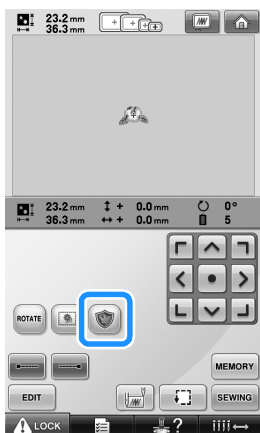 23.2 mm
36.3 mm
23.2 mm + 0.0 mm 0°
36.3 mm + 0.0 mm 5
ROTATE
MEMORY
EDIT
SEWING
LOCK ?